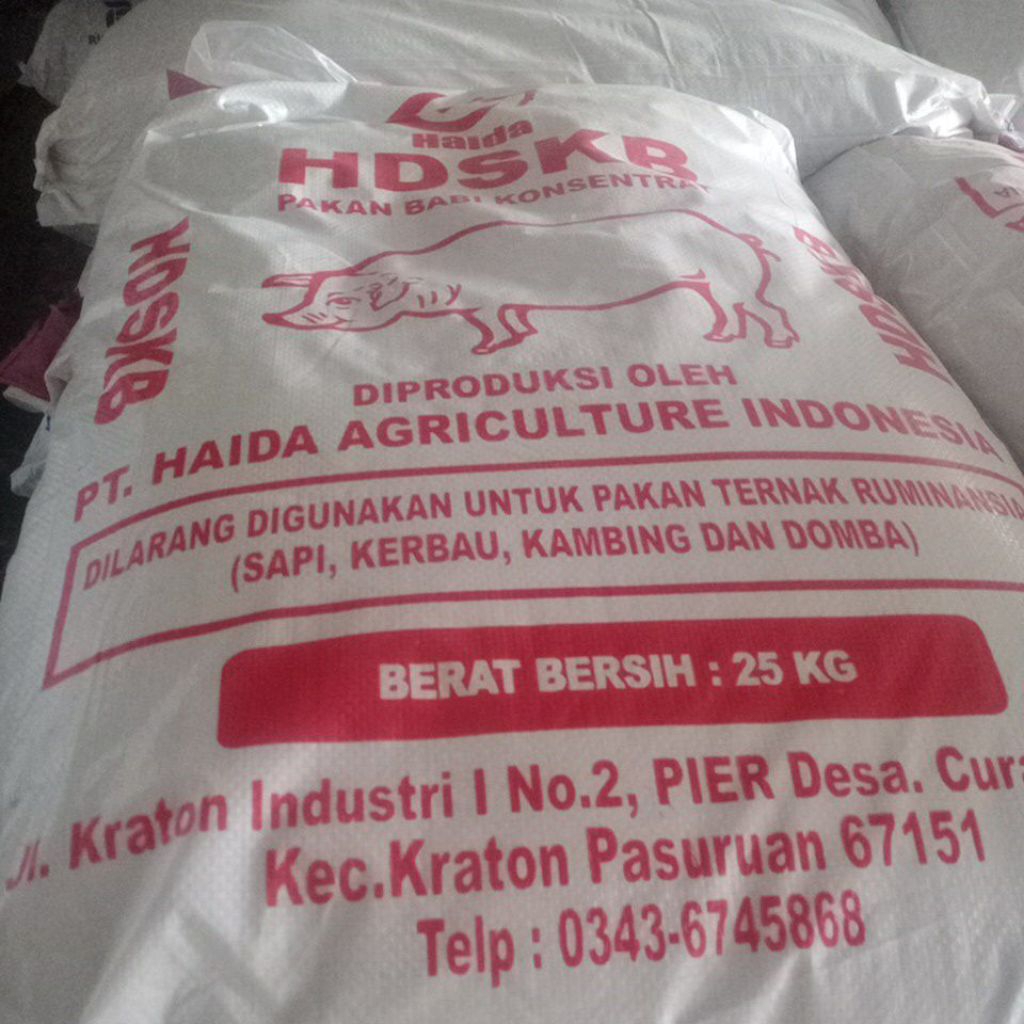 Haida
HDSKB
PAKAN BABI KONSENTRAT
HDSKB
HDSKB
DIPRODUKSI OLEH
PT. HAIDA AGRICULTURE INDONESIA
DILARANG DIGUNAKAN UNTUK PAKAN TERNAK RUMINANSIA
(SAPI, KERBAU, KAMBING DAN DOMBA)
BERAT BERSIH : 25 KG
Jl. Kraton Industri I No.2, PIER Desa.
Kec.Kraton Pasuruan 67151
Telp : 0343-6745868